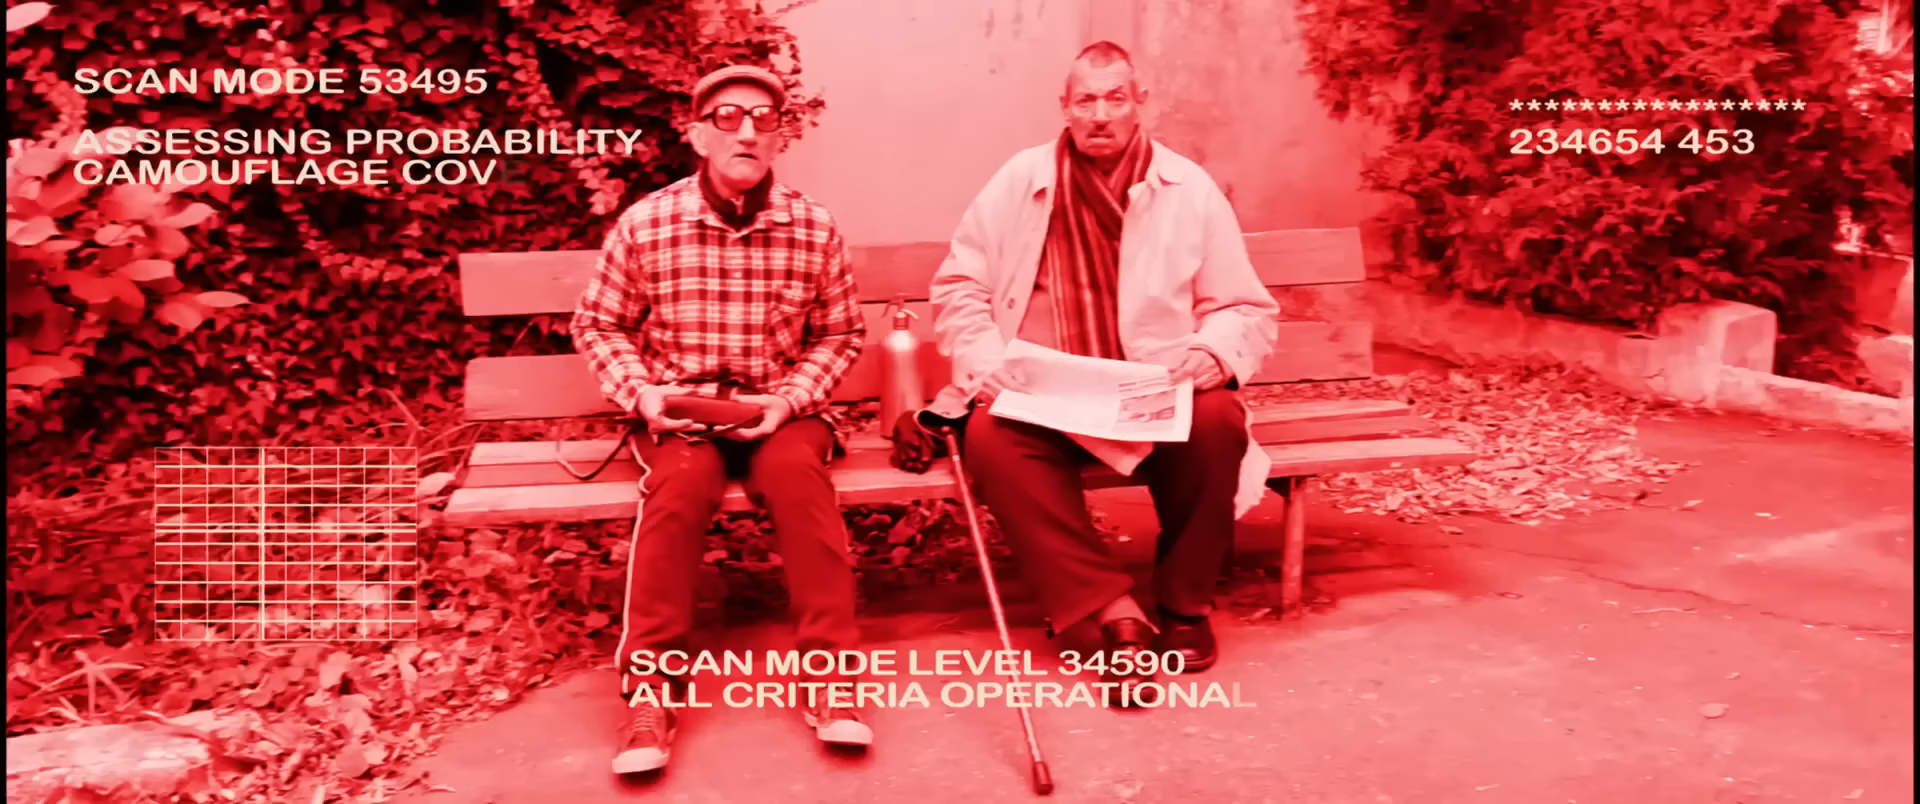 SCAN MODE 53495
ASSESSING PROBABILITY
CAMOUFLAGE COV
*****************
234654 453
SCAN MODE LEVEL 34590
ALL CRITERIA OPERATIONAL